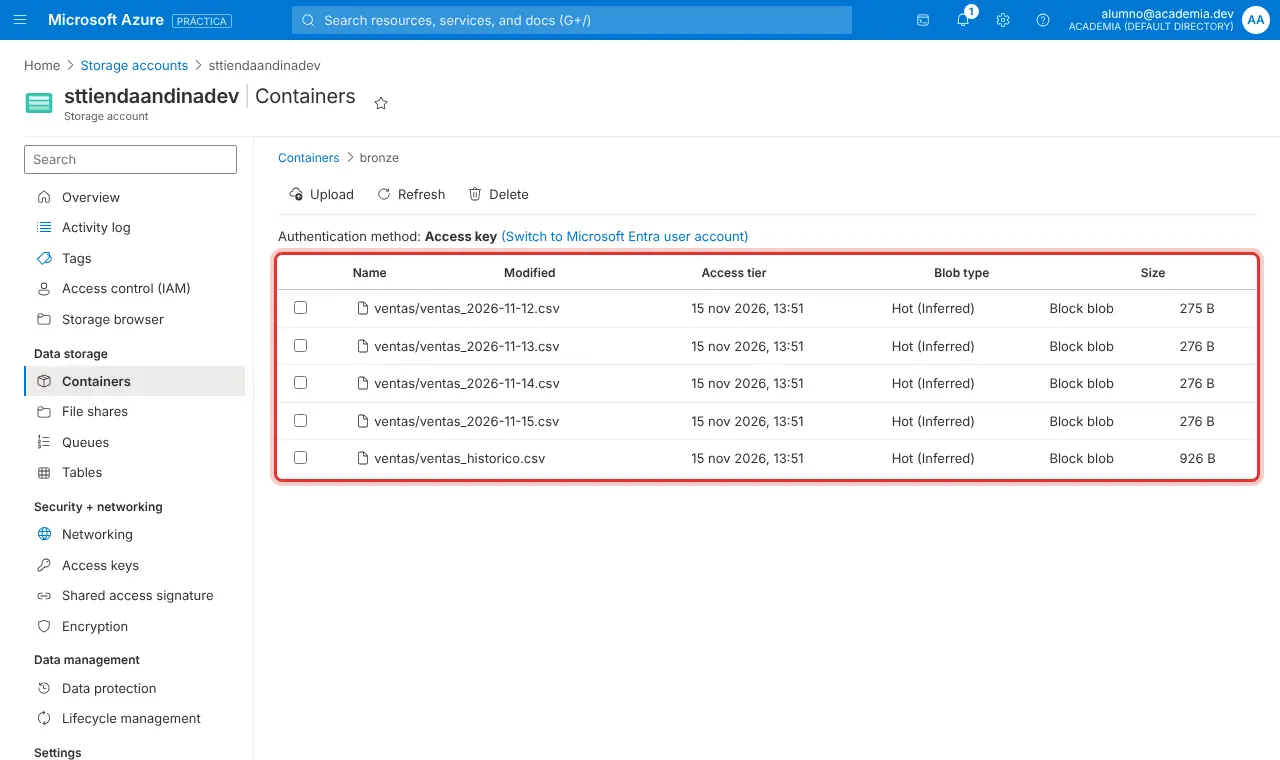 Microsoft Azure PRÁCTICA Search resources, services, and docs (G+/) 1 alumno@academia.dev
ACADEMIA (DEFAULT DIRECTORY) AA
Home > Storage accounts > sttiendaandinadev
sttiendaandinadev | Containers
Storage account
Search
Overview
Activity log
Tags
Access control (IAM)
Storage browser
Data storage
Containers
File shares
Queues
Tables
Security + networking
Networking
Access keys
Shared access signature
Encryption
Data management
Data protection
Lifecycle management
Settings
Containers > bronze
Upload Refresh Delete
Authentication method: Access key (Switch to Microsoft Entra user account)
Name Modified Access tier Blob type Size
ventas/ventas_2026-11-12.csv 15 nov 2026, 13:51 Hot (Inferred) Block blob 275 B
ventas/ventas_2026-11-13.csv 15 nov 2026, 13:51 Hot (Inferred) Block blob 276 B
ventas/ventas_2026-11-14.csv 15 nov 2026, 13:51 Hot (Inferred) Block blob 276 B
ventas/ventas_2026-11-15.csv 15 nov 2026, 13:51 Hot (Inferred) Block blob 276 B
ventas/ventas_historico.csv 15 nov 2026, 13:51 Hot (Inferred) Block blob 926 B